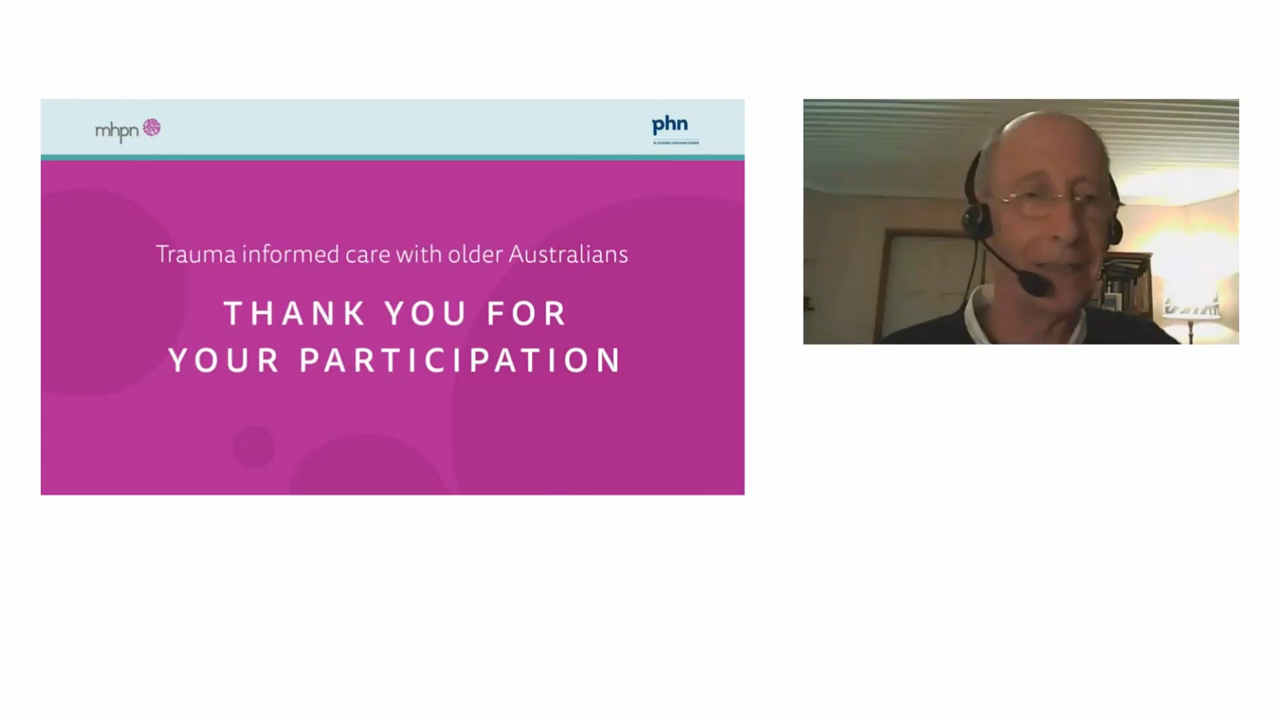 mhpn
phn
Trauma informed care with older Australians
THANK YOU FOR
YOUR PARTICIPATION